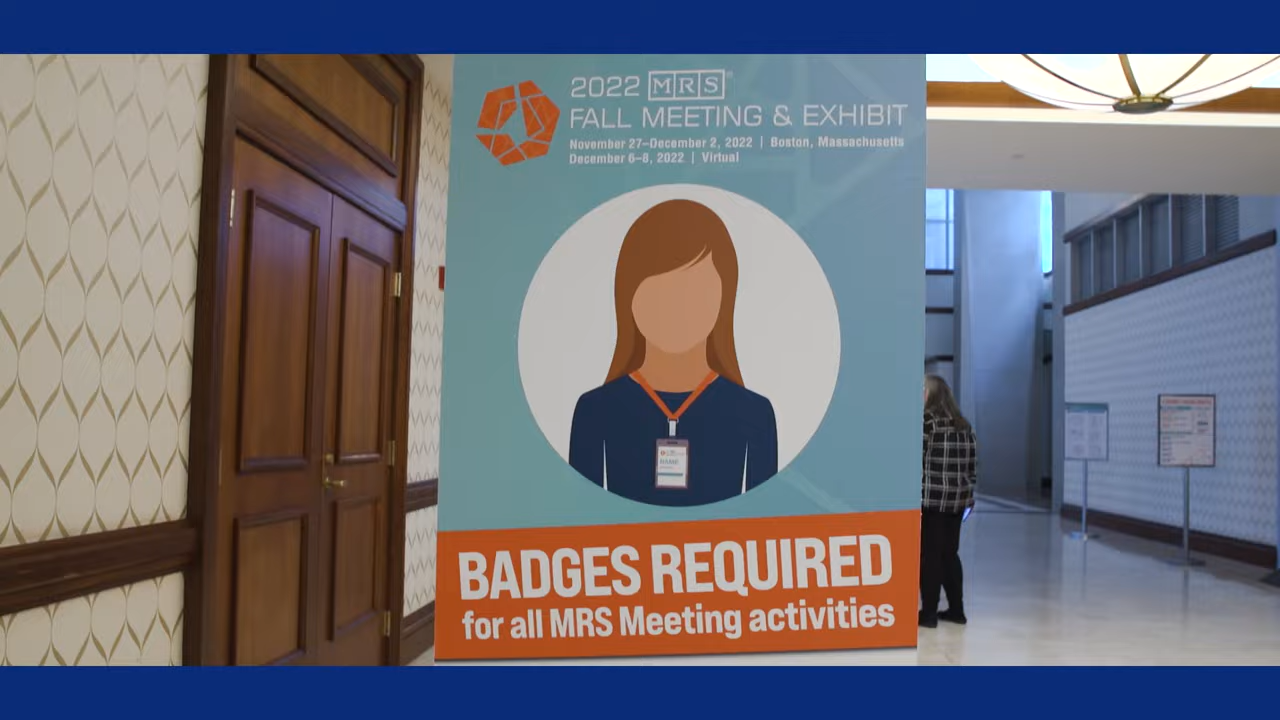 2022 MRS®
FALL MEETING & EXHIBIT
November 27–December 2, 2022 | Boston, Massachusetts
December 6–8, 2022 | Virtual
NAME
BADGES REQUIRED
for all MRS Meeting activities